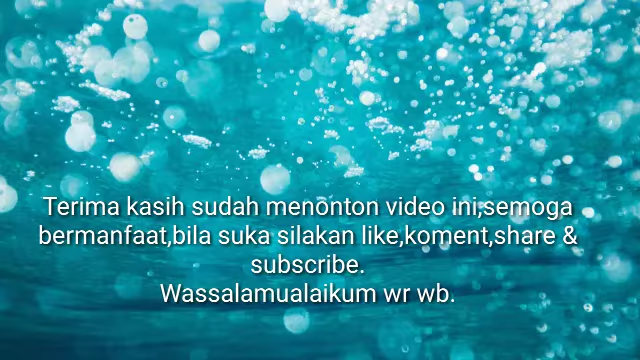 Terima kasih sudah menonton video ini,semoga
bermanfaat,bila suka silakan like,koment,share &
subscribe.
Wassalamualaikum wr wb.